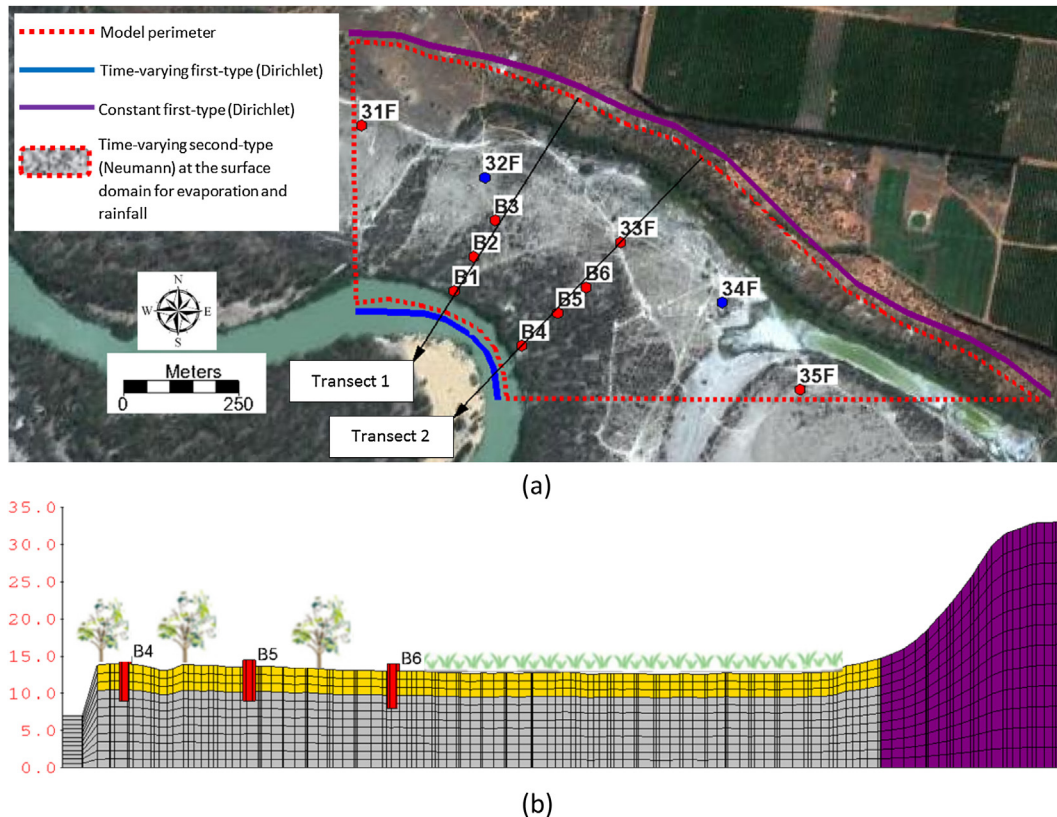 Model perimeter
Time-varying first-type (Dirichlet)
Constant first-type (Dirichlet)
Time-varying second-type
(Neumann) at the surface
domain for evaporation and
rainfall
31F
32F
B3
B2
B1
33F
B6
B5
B4
34F
35F
N
W E
S
Meters
0 250
Transect 1
Transect 2
(a)
35.0
30.0
25.0
20.0
15.0
10.0
5.0
0.0
B4
B5
B6
(b)